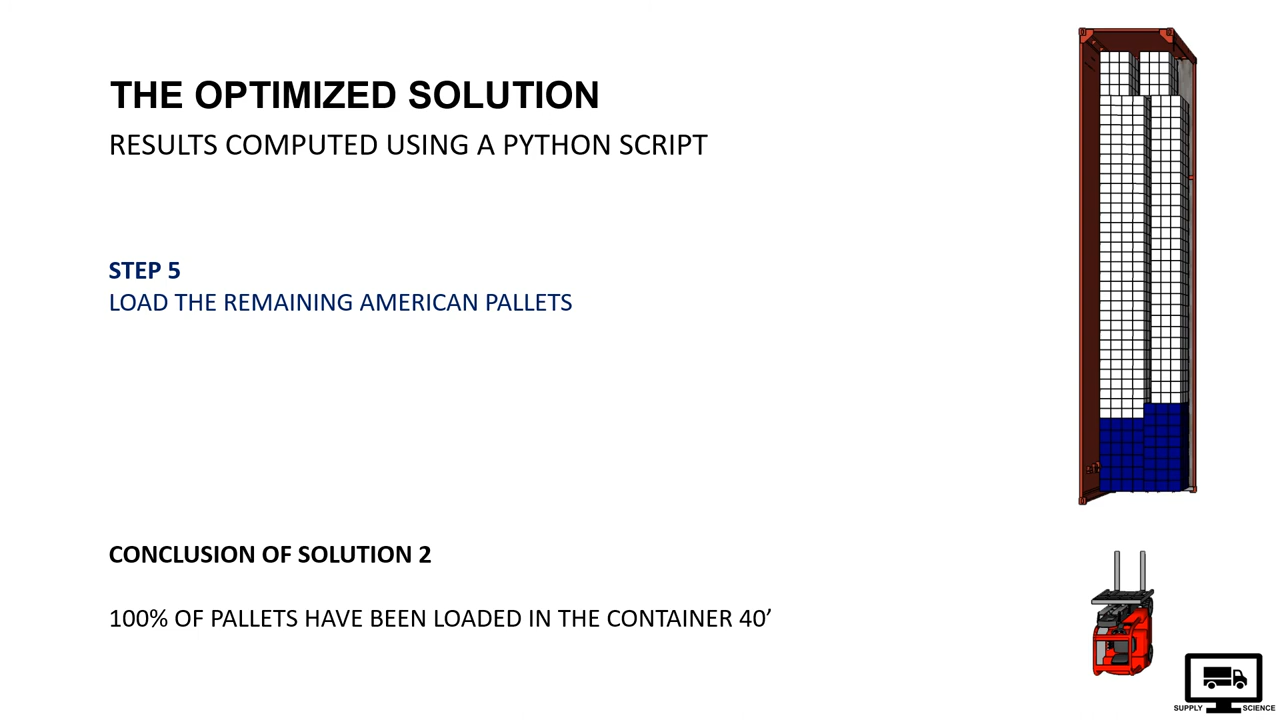 THE OPTIMIZED SOLUTION
RESULTS COMPUTED USING A PYTHON SCRIPT
STEP 5
LOAD THE REMAINING AMERICAN PALLETS
CONCLUSION OF SOLUTION 2
100% OF PALLETS HAVE BEEN LOADED IN THE CONTAINER 40’
SUPPLY SCIENCE